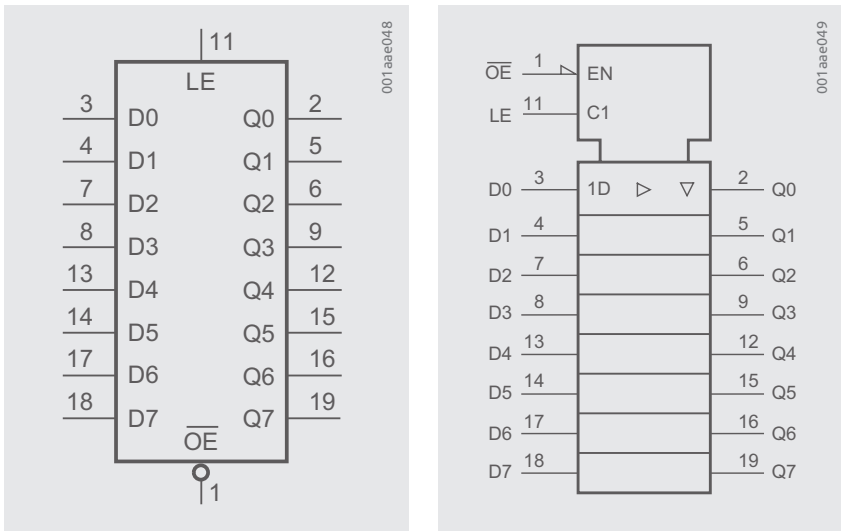 001aae048
11
LE
3 D0 Q0 2
4 D1 Q1 5
7 D2 Q2 6
8 D3 Q3 9
13 D4 Q4 12
14 D5 Q5 15
17 D6 Q6 16
18 D7 Q7 19
O̅E̅
1
001aae049
O̅E̅ 1 EN
LE 11 C1
D0 3 1D 2 Q0
D1 4 5 Q1
D2 7 6 Q2
D3 8 9 Q3
D4 13 12 Q4
D5 14 15 Q5
D6 17 16 Q6
D7 18 19 Q7